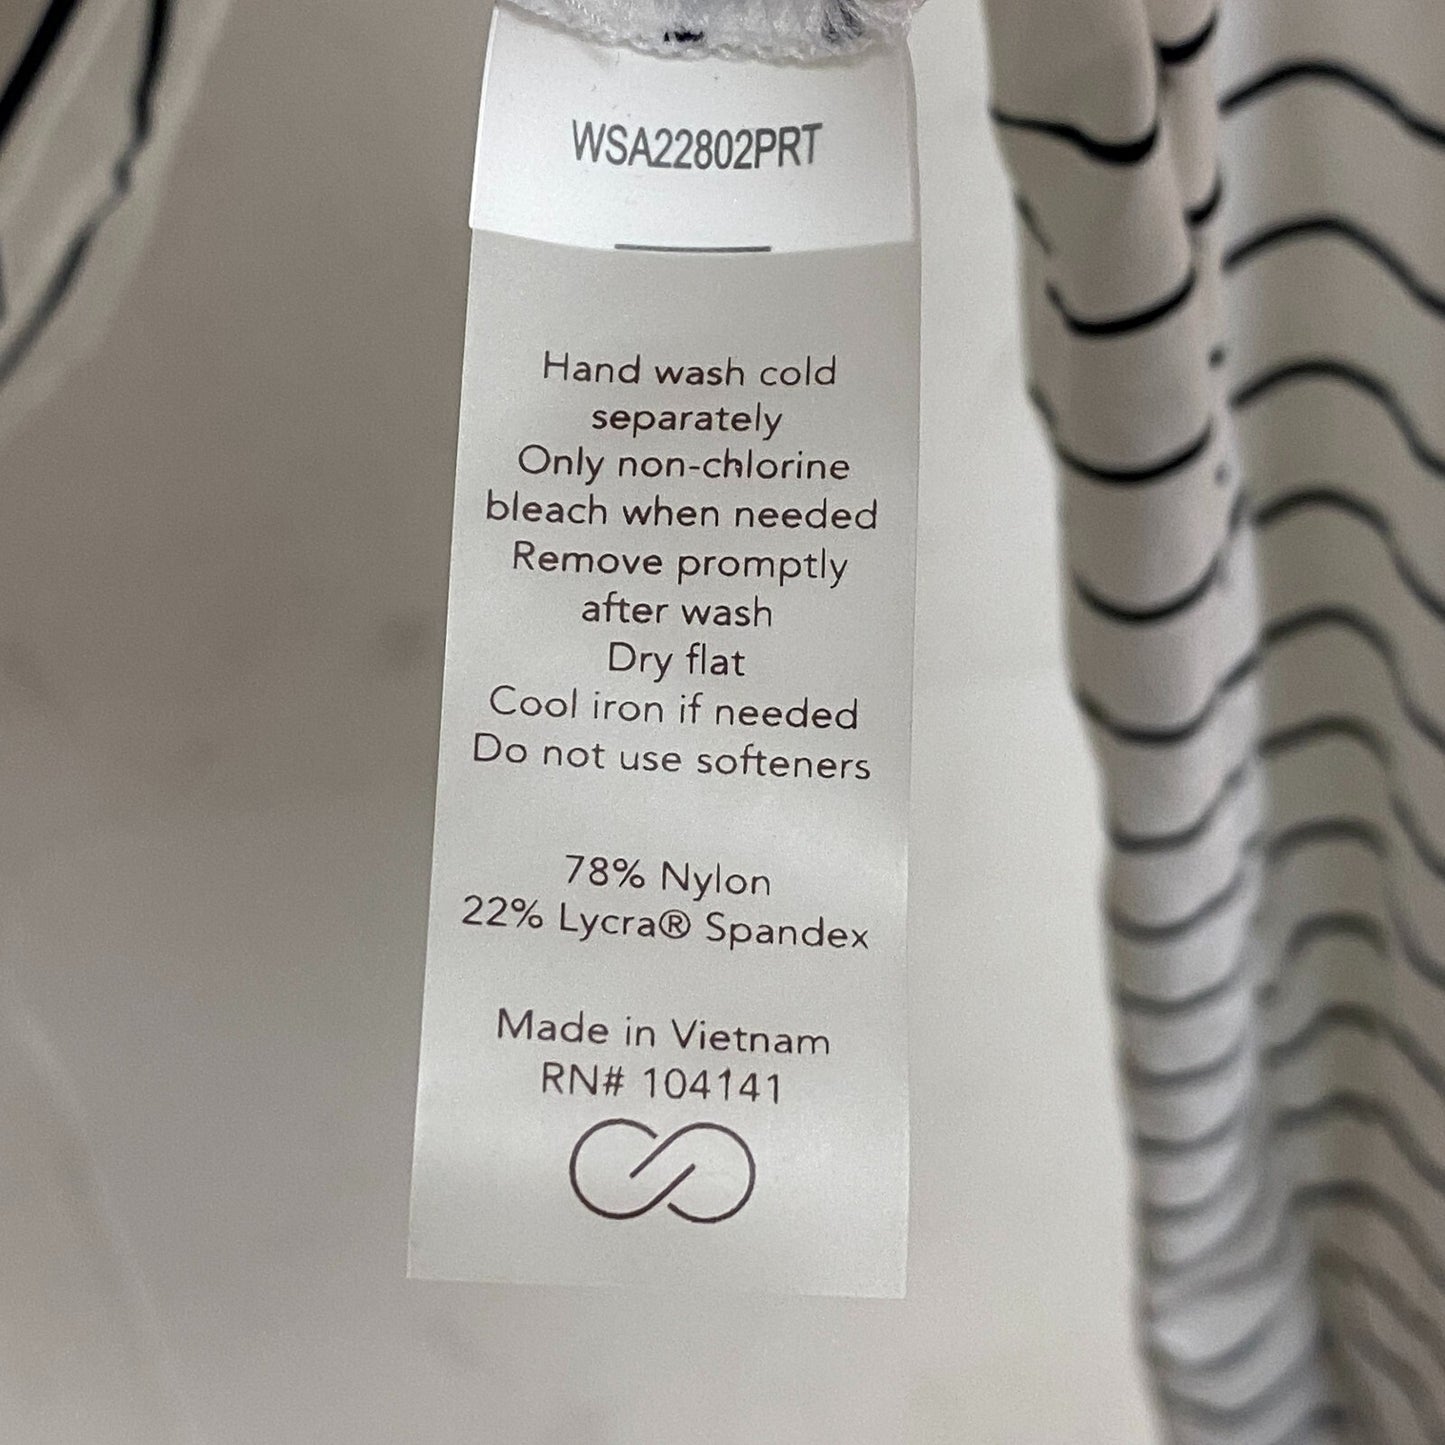 WSA22802PRT
Hand wash cold
separately
Only non-chlorine
bleach when needed
Remove promptly
after wash
Dry flat
Cool iron if needed
Do not use softeners
78% Nylon
22% Lycra® Spandex
Made in Vietnam
RN# 104141